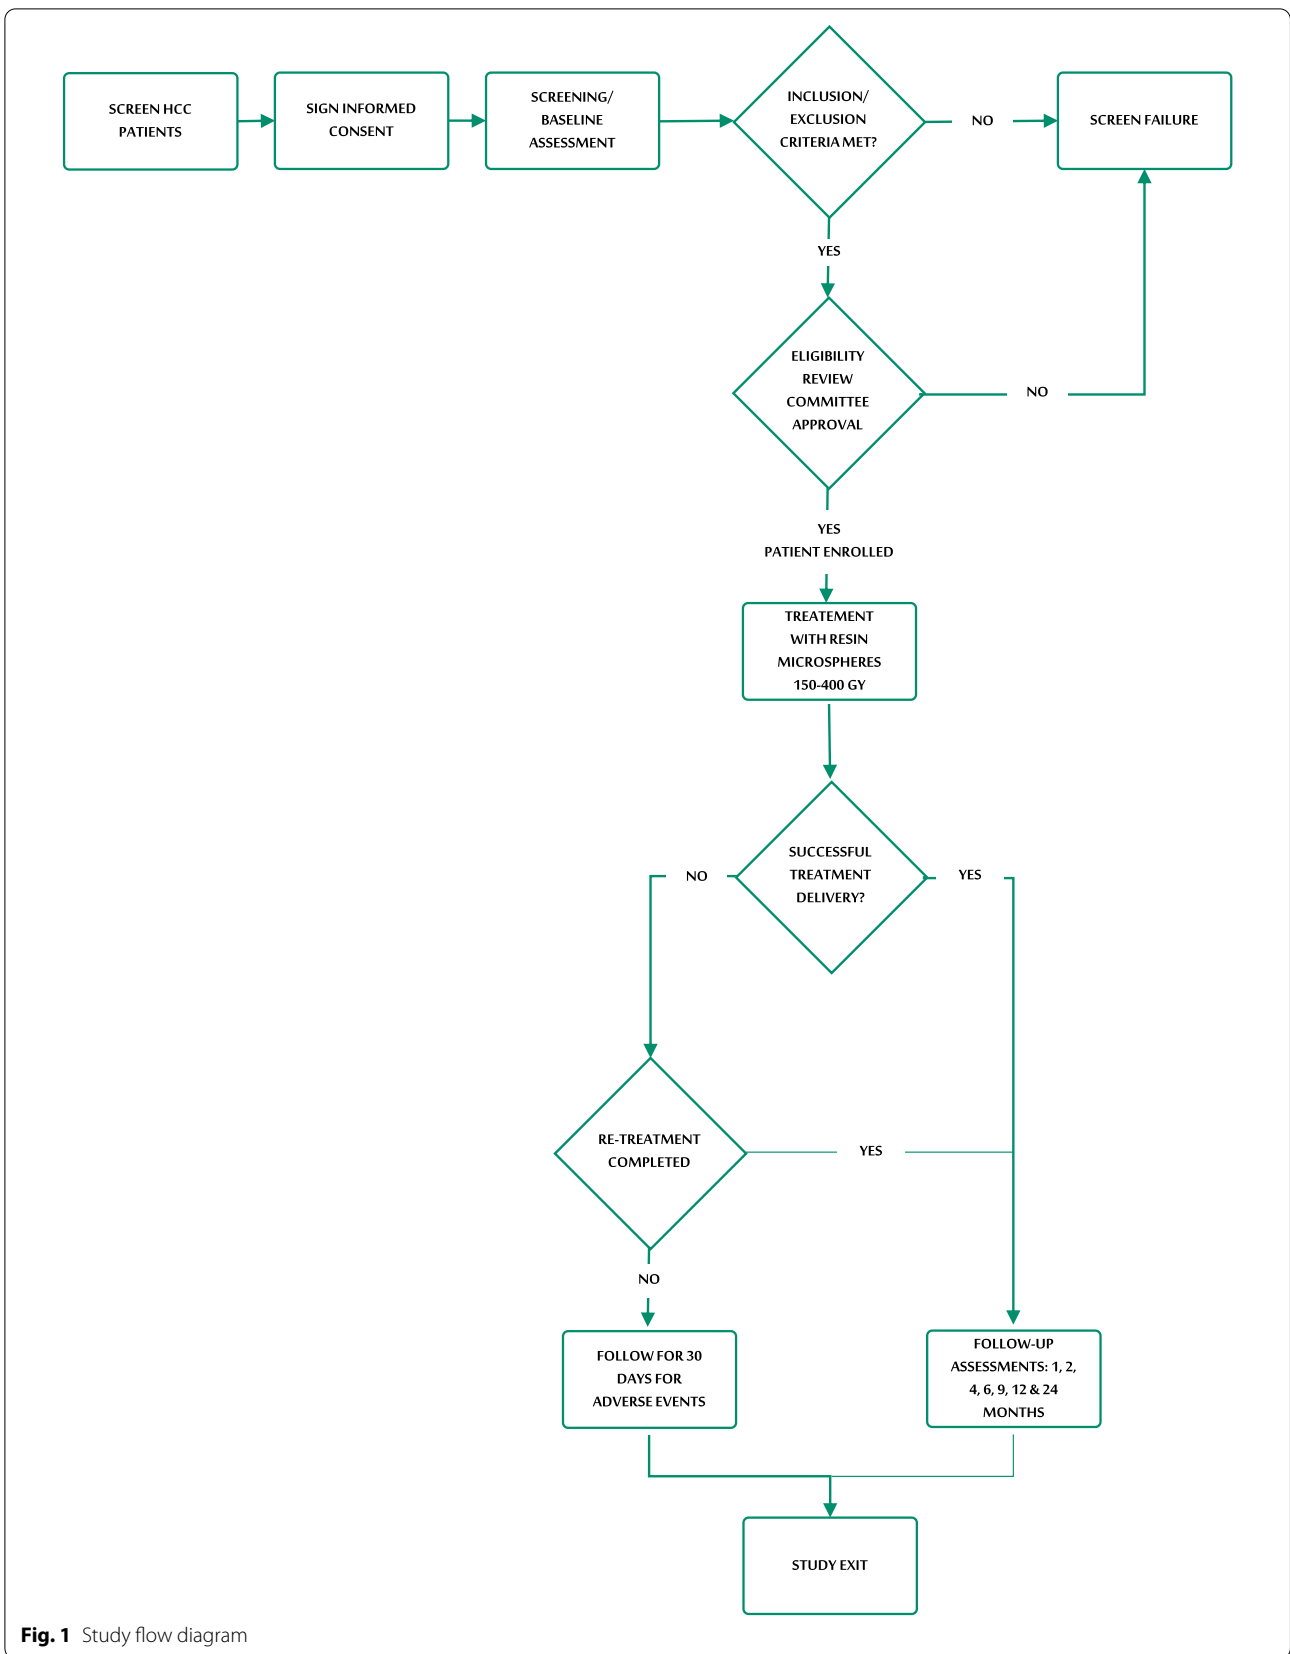 SCREEN HCC
PATIENTS
SIGN INFORMED
CONSENT
SCREENING/
BASELINE
ASSESSMENT
INCLUSION/
EXCLUSION
CRITERIA MET?
NO
SCREEN FAILURE
YES
ELIGIBILITY
REVIEW
COMMITTEE
APPROVAL
NO
YES
PATIENT ENROLLED
TREATEMENT
WITH RESIN
MICROSPHERES
150-400 GY
SUCCESSFUL
TREATMENT
DELIVERY?
NO
YES
RE-TREATMENT
COMPLETED
YES
NO
FOLLOW FOR 30
DAYS FOR
ADVERSE EVENTS
FOLLOW-UP
ASSESSMENTS: 1, 2,
4, 6, 9, 12 & 24
MONTHS
STUDY EXIT
Fig. 1 Study flow diagram